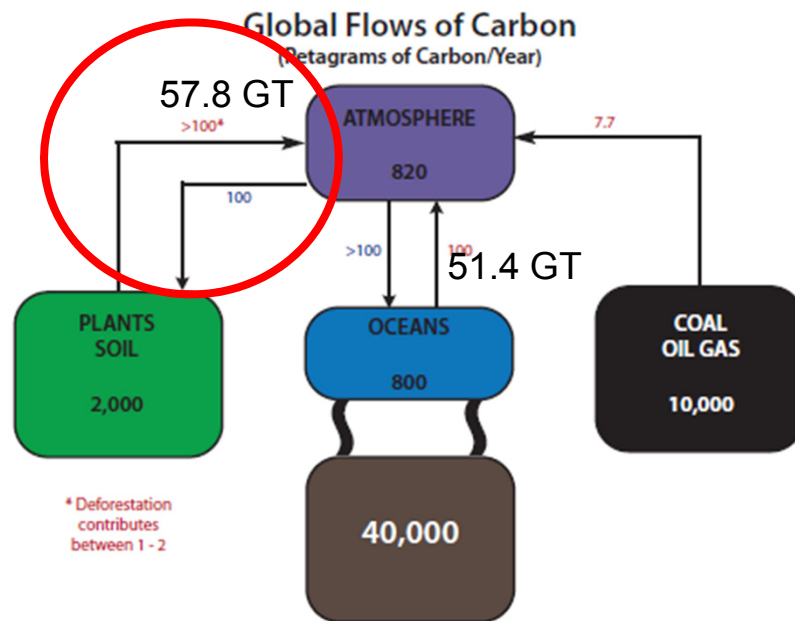 Global Flows of Carbon
(Petagrams of Carbon/Year)
57.8 GT
>100*
100
ATMOSPHERE
820
7.7
>100
100
51.4 GT
PLANTS
SOIL
2,000
OCEANS
800
COAL
OIL GAS
10,000
* Deforestation
contributes
between 1 - 2
40,000